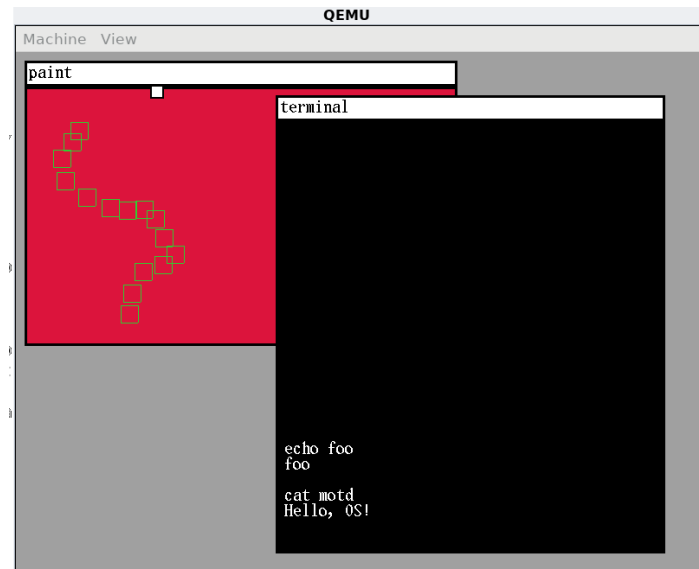 QEMU
Machine View
paint
terminal
echo foo
foo
cat motd
Hello, OS!